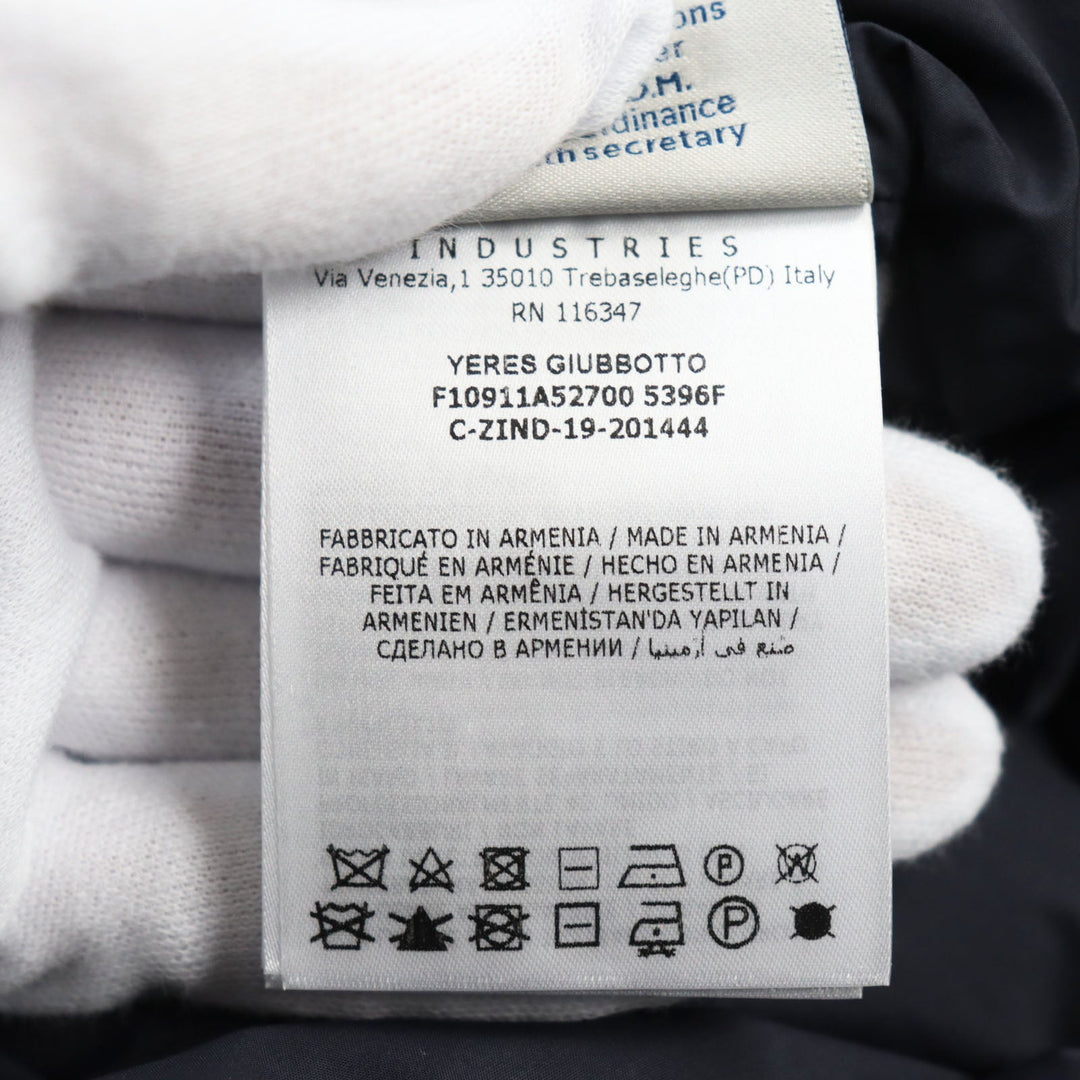 ons
er
D.M.
rdinance
th secretary
INDUSTRIES
Via Venezia,1 35010 Trebaseleghe(PD) Italy
RN 116347
YERES GIUBBOTTO
F10911A52700 5396F
C-ZIND-19-201444
FABBRICATO IN ARMENIA / MADE IN ARMENIA /
FABRIQUÉ EN ARMÉNIE / HECHO EN ARMENIA /
FEITA EM ARMÊNIA / HERGESTELLT IN
ARMENIEN / ERMENİSTAN'DA YAPILAN /
СДЕЛАНО В АРМЕНИИ / صنع في ارمينيا
P W
P